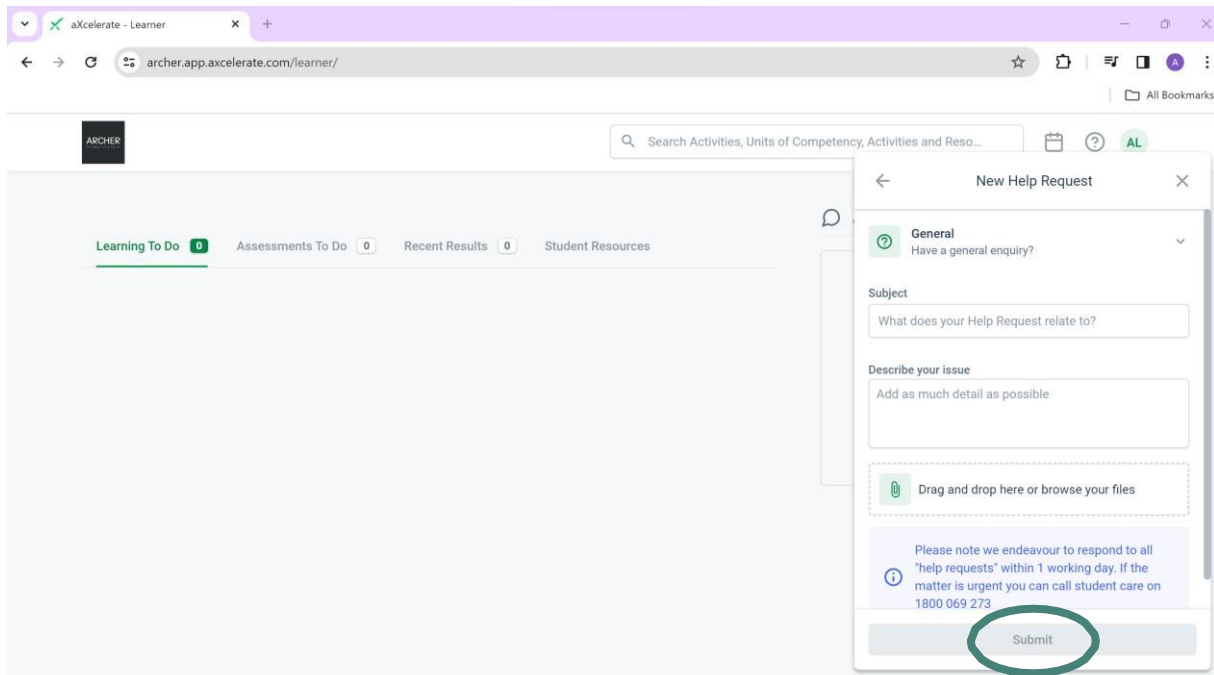 aXcelerate - Learner
archer.app.axcelerate.com/learner/
A
All Bookmarks
ARCHER
Search Activities, Units of Competency, Activities and Reso...
AL
New Help Request
Learning To Do 0 Assessments To Do 0 Recent Results 0 Student Resources
General
Have a general enquiry?
Subject
What does your Help Request relate to?
Describe your issue
Add as much detail as possible
Drag and drop here or browse your files
Please note we endeavour to respond to all
"help requests" within 1 working day. If the
matter is urgent you can call student care on
1800 069 273
Submit